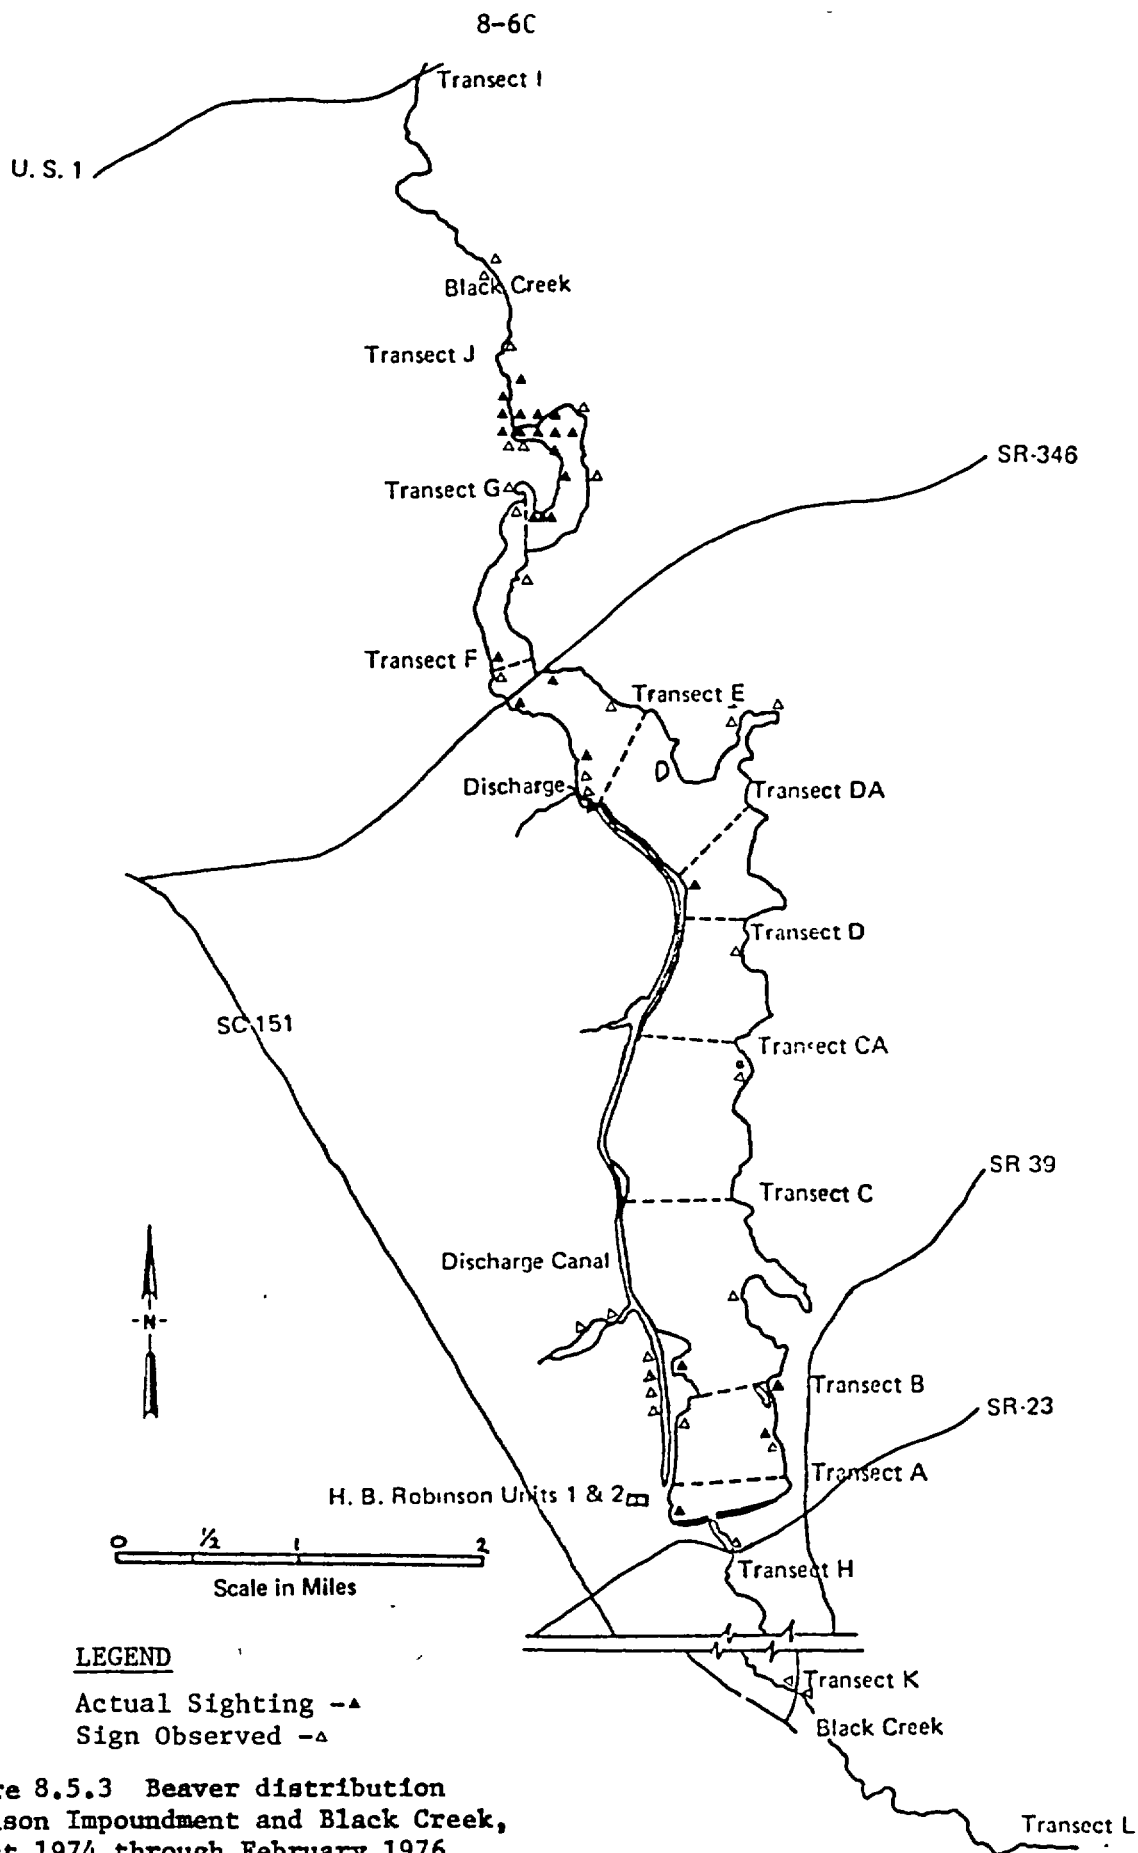 8-6C
Transect I
U. S. 1
Black Creek
Transect J
SR-346
Transect G
Transect F
Transect E
D
Discharge
Transect DA
Transect D
SC 151
Transect CA
SR 39
Transect C
Discharge Canal
-N-
Transect B
SR-23
Transect A
H. B. Robinson Units 1 & 2
0 ½ 1 2
Scale in Miles
Transect H
LEGEND
Actual Sighting -▲
Sign Observed -△
Transect K
Black Creek
re 8.5.3 Beaver distribution
son Impoundment and Black Creek,
t 1974 through February 1976
Transect L